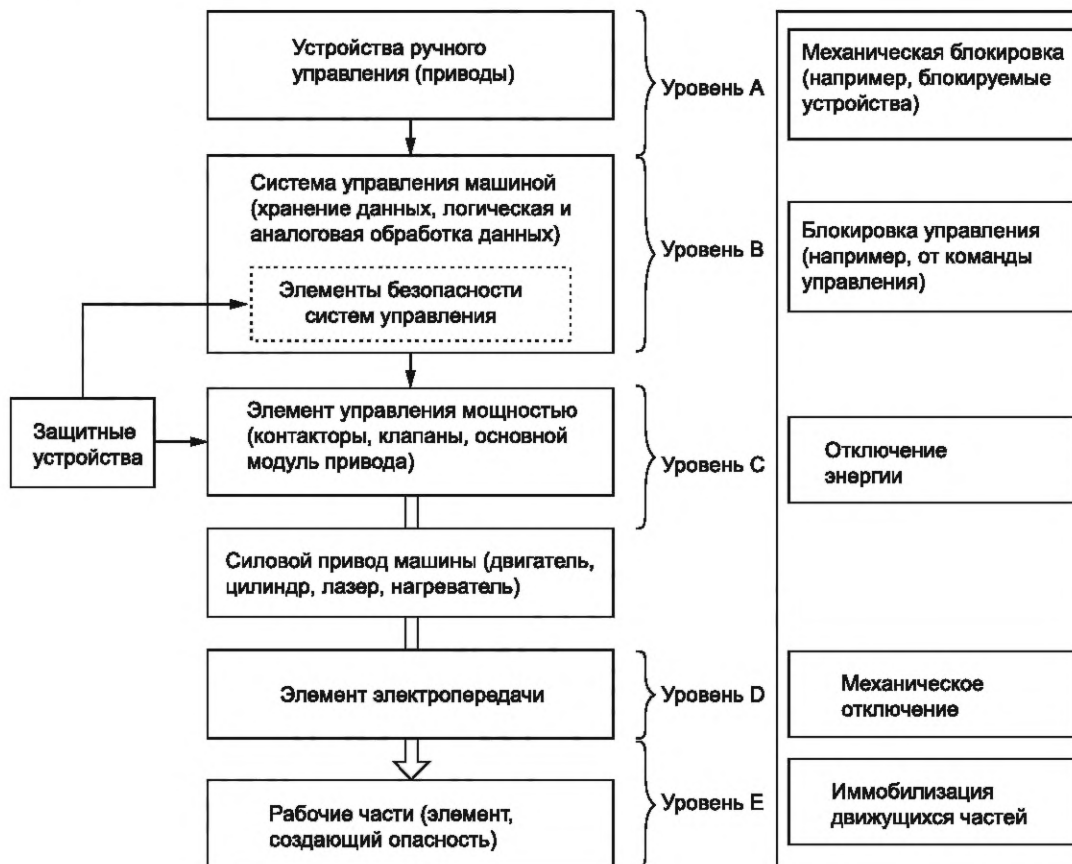 Устройства ручного
управления (приводы)
Уровень A
Механическая блокировка
(например, блокируемые
устройства)
Система управления машиной
(хранение данных, логическая и
аналоговая обработка данных)
Элементы безопасности
систем управления
Уровень B
Блокировка управления
(например, от команды
управления)
Защитные
устройства
Элемент управления мощностью
(контакторы, клапаны, основной
модуль привода)
Уровень C
Отключение
энергии
Силовой привод машины (двигатель,
цилиндр, лазер, нагреватель)
Элемент электропередачи
Уровень D
Механическое
отключение
Рабочие части (элемент,
создающий опасность)
Уровень E
Иммобилизация
движущихся частей